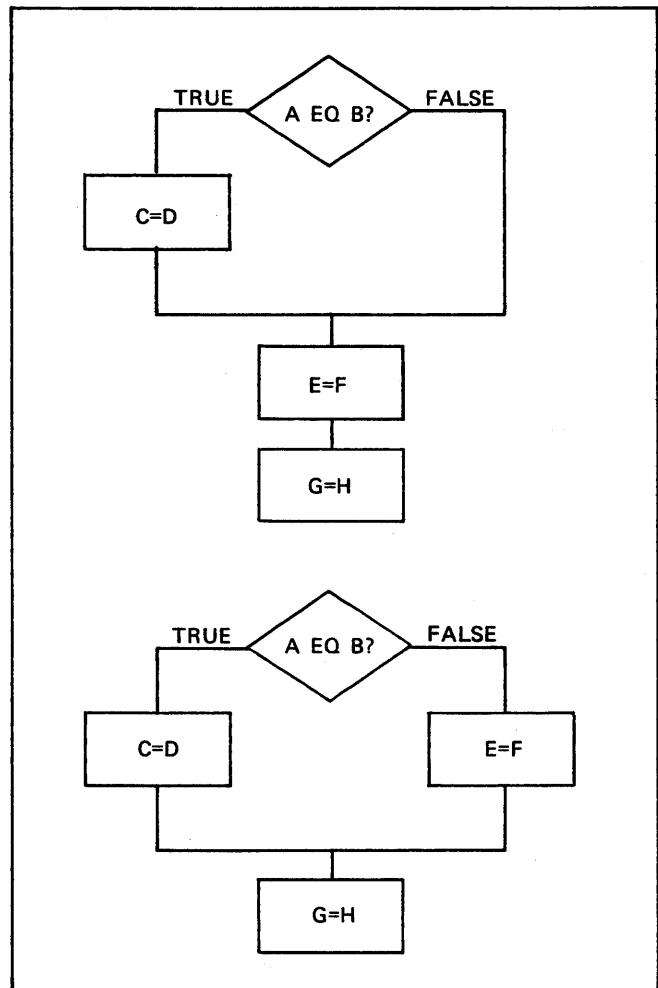 TRUE A EQ B? FALSE
C=D
E=F
G=H
TRUE A EQ B? FALSE
C=D E=F
G=H